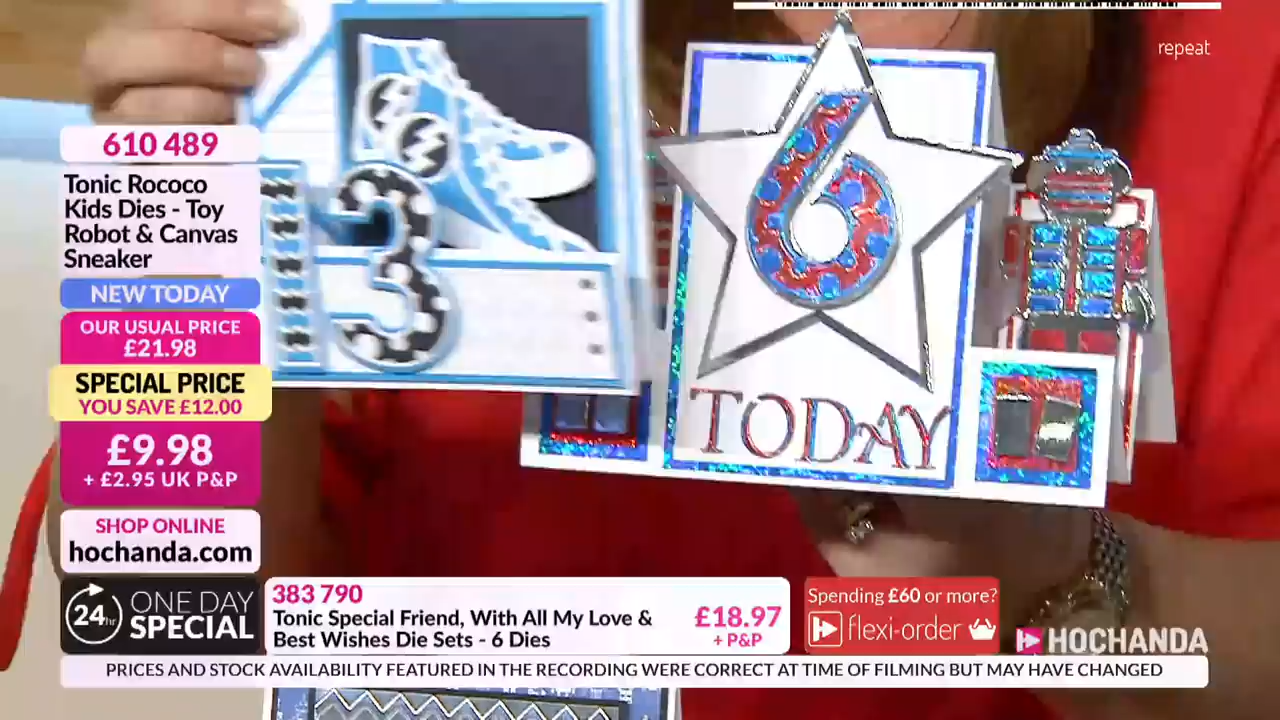 repeat
610 489
Tonic Rococo
Kids Dies - Toy
Robot & Canvas
Sneaker
NEW TODAY
OUR USUAL PRICE
£21.98
SPECIAL PRICE
YOU SAVE £12.00
£9.98
+ £2.95 UK P&P
SHOP ONLINE
hochanda.com
13
6
TODAY
24hr
ONE DAY
SPECIAL
383 790
Tonic Special Friend, With All My Love &
Best Wishes Die Sets - 6 Dies
£18.97
+ P&P
Spending £60 or more?
flexi-order
HOCHANDA
PRICES AND STOCK AVAILABILITY FEATURED IN THE RECORDING WERE CORRECT AT TIME OF FILMING BUT MAY HAVE CHANGED